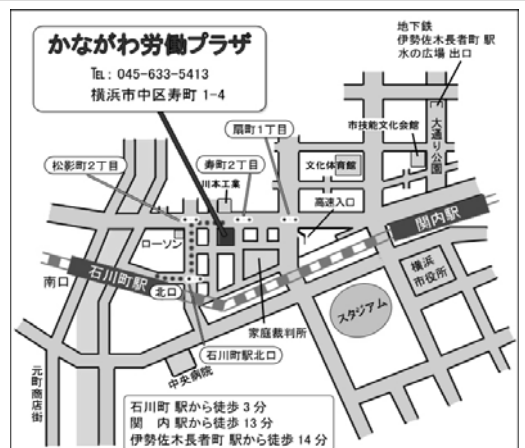 かながわ労働プラザ
TEL: 045-633-5413
横浜市中区寿町 1-4
地下鉄
伊勢佐木長者町 駅
水の広場 出口
扇町1丁目
市技能文化会館
大通り公園
松影町2丁目
寿町2丁目
文化体育館
川本工業
高速入口
関内駅
ローソン
石川町駅
北口
南口
横浜
市役所
スタジアム
家庭裁判所
石川町駅北口
中央病院
元町商店街
石川町 駅から徒歩 3 分
関 内 駅から徒歩 13 分
伊勢佐木長者町 駅から徒歩 14 分